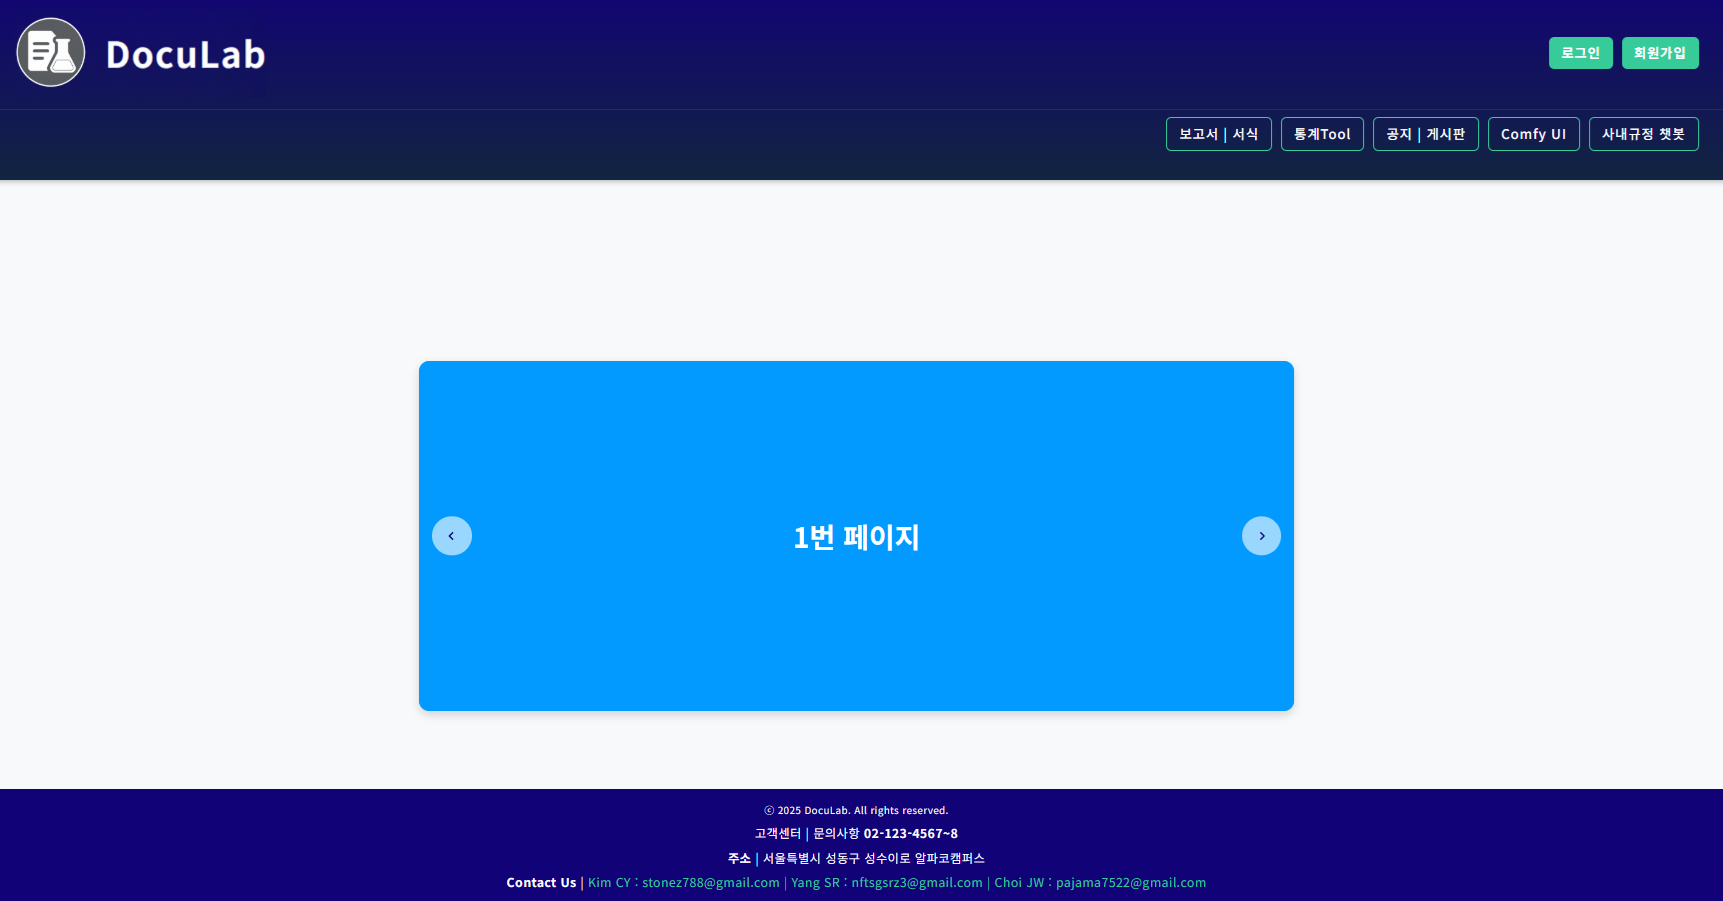 DocuLab
로그인 회원가입
보고서 | 서식 통계Tool 공지 | 게시판 Comfy UI 사내규정 챗봇
1번 페이지
ⓒ 2025 DocuLab. All rights reserved.
고객센터 | 문의사항 02-123-4567~8
주소 | 서울특별시 성동구 성수이로 알파코캠퍼스
Contact Us | Kim CY : stonez788@gmail.com | Yang SR : nftsgsrz3@gmail.com | Choi JW : pajama7522@gmail.com